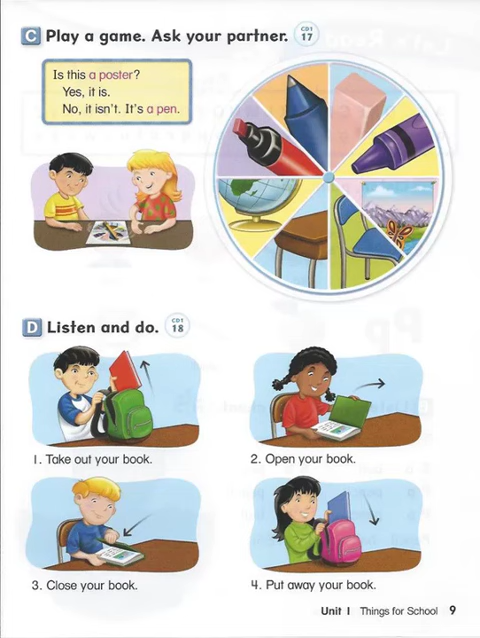 C Play a game. Ask your partner. CD1 17
Is this a poster?
Yes, it is.
No, it isn't. It's a pen.
D Listen and do. CD1 18
1. Take out your book.
2. Open your book.
3. Close your book.
4. Put away your book.
Unit 1 Things for School 9